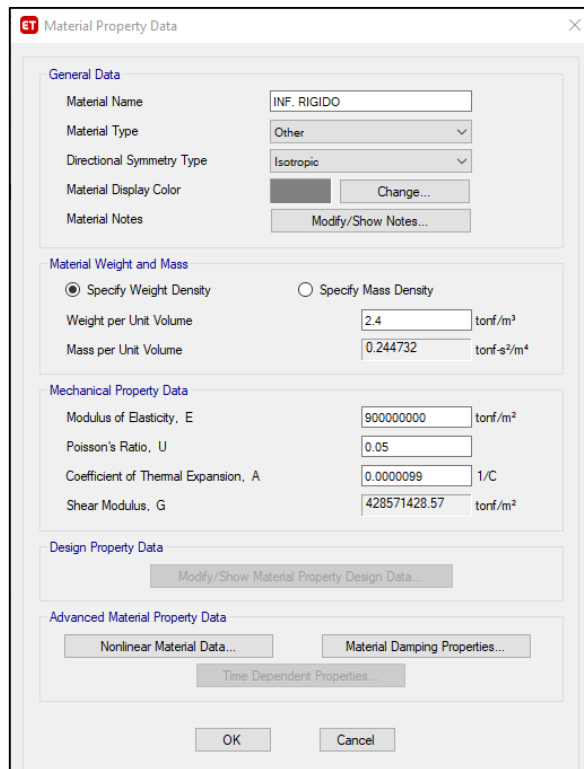 ET Material Property Data
General Data
Material Name INF. RIGIDO
Material Type Other
Directional Symmetry Type Isotropic
Material Display Color Change...
Material Notes Modify/Show Notes...
Material Weight and Mass
Specify Weight Density Specify Mass Density
Weight per Unit Volume 2.4 tonf/m³
Mass per Unit Volume 0.244732 tonf-s²/m⁴
Mechanical Property Data
Modulus of Elasticity, E 900000000 tonf/m²
Poisson's Ratio, U 0.05
Coefficient of Thermal Expansion, A 0.0000099 1/C
Shear Modulus, G 428571428.57 tonf/m²
Design Property Data
Modify/Show Material Property Design Data...
Advanced Material Property Data
Nonlinear Material Data... Material Damping Properties...
Time Dependent Properties...
OK Cancel